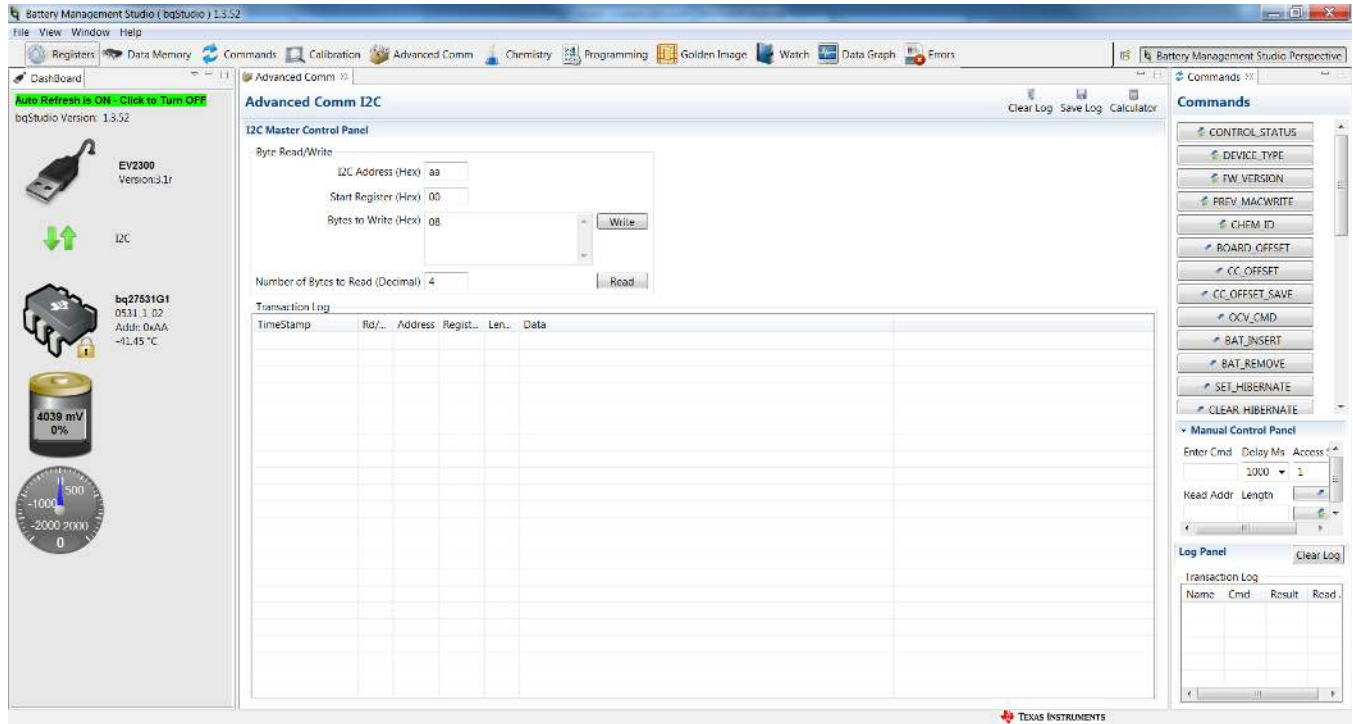 Battery Management Studio ( bqStudio ) 1.3.52
File View Window Help
Registers Data Memory Commands Calibration Advanced Comm Chemistry Programming Golden Image Watch Data Graph Errors Battery Management Studio Perspective
DashBoard
Auto Refresh is ON - Click to Turn OFF
bqStudio Version: 1.3.52
EV2300
Version:3.1r
I2C
bq27531G1
0531_1_02
Addr: 0xAA
-41.45 °C
4039 mV
0%
500
-1000
-2000 2000
0
Advanced Comm
Advanced Comm I2C
Clear Log Save Log Calculator
I2C Master Control Panel
Byte Read/Write
I2C Address (Hex) aa
Start Register (Hex) 00
Bytes to Write (Hex) 08 Write
Number of Bytes to Read (Decimal) 4 Read
Transaction Log
TimeStamp Rd/... Address Regist... Len... Data
Commands
Commands
CONTROL_STATUS
DEVICE_TYPE
FW_VERSION
PREV_MACWRITE
CHEM_ID
BOARD_OFFSET
CC_OFFSET
CC_OFFSET_SAVE
OCV_CMD
BAT_INSERT
BAT_REMOVE
SET_HIBERNATE
CLEAR_HIBERNATE
Manual Control Panel
Enter Cmd Delay Ms Access
1000 1
Read Addr Length
Log Panel Clear Log
Transaction Log
Name Cmd Result Read
TEXAS INSTRUMENTS